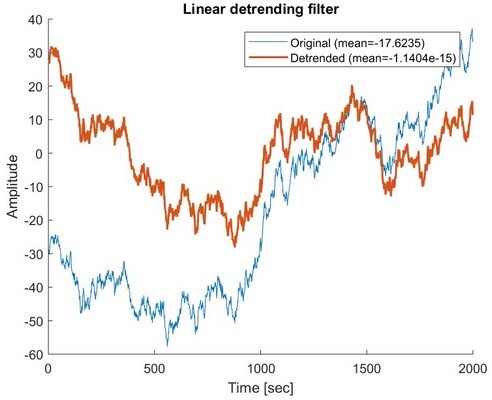 Linear detrending filter
Original (mean=-17.6235)
Detrended (mean=-1.1404e-15)
Amplitude
40
30
20
10
0
-10
-20
-30
-40
-50
-60
0 500 1000 1500 2000
Time [sec]